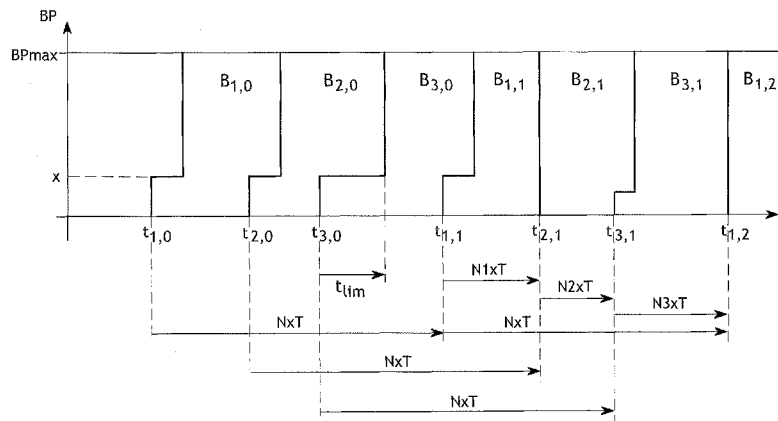 BP
BPmax
B1,0 B2,0 B3,0 B1,1 B2,1 B3,1 B1,2
x
t1,0 t2,0 t3,0 t1,1 t2,1 t3,1 t1,2
tlim
N1xT
N2xT
N3xT
NxT NxT
NxT
NxT